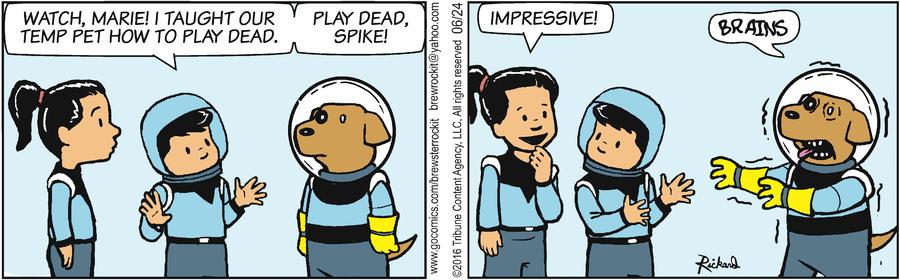 WATCH, MARIE! I TAUGHT OUR
TEMP PET HOW TO PLAY DEAD.
PLAY DEAD,
SPIKE!
www.gocomics.com/brewsterrockit brewrockit@yahoo.com
©2016 Tribune Content Agency, LLC. All rights reserved 06/24
IMPRESSIVE!
BRAINS
Rickard